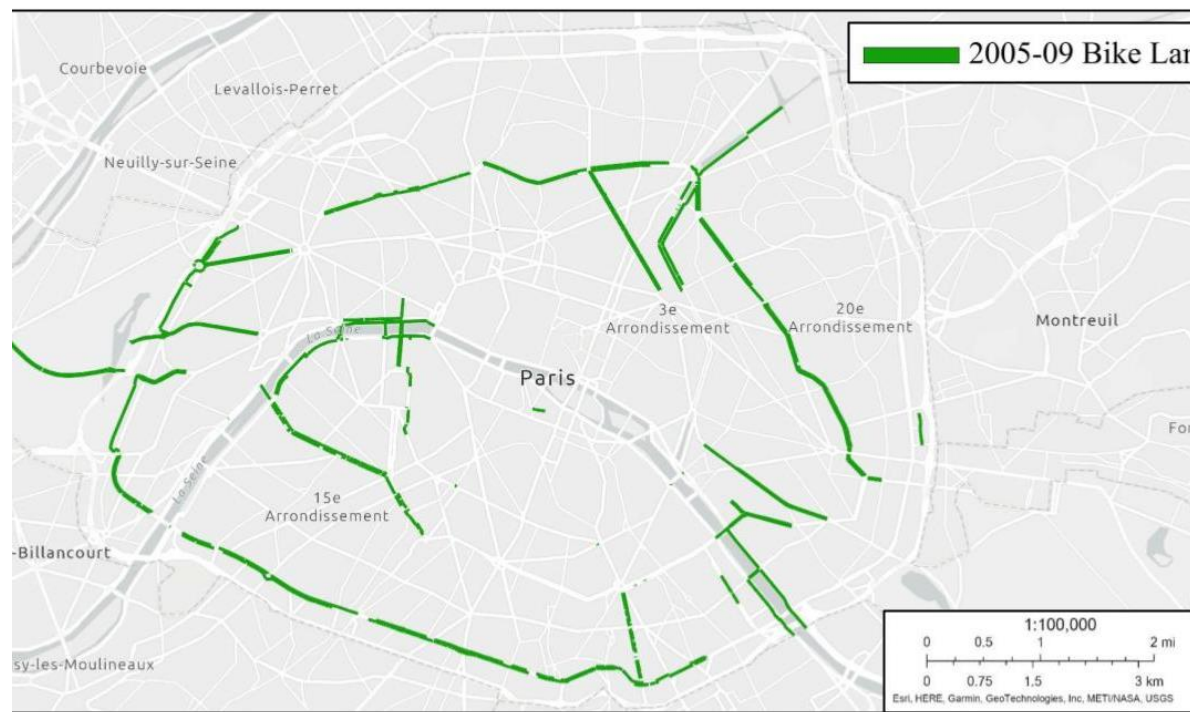 2005-09 Bike Lan
Courbevoie
Levallois-Perret
Neuilly-sur-Seine
La Seine
3e
Arrondissement
20e
Arrondissement
Montreuil
Paris
For
La Seine
15e
Arrondissement
-Billancourt
sy-les-Moulineaux
1:100,000
0 0.5 1 2 mi
0 0.75 1.5 3 km
Esri, HERE, Garmin, GeoTechnologies, Inc, METI/NASA, USGS